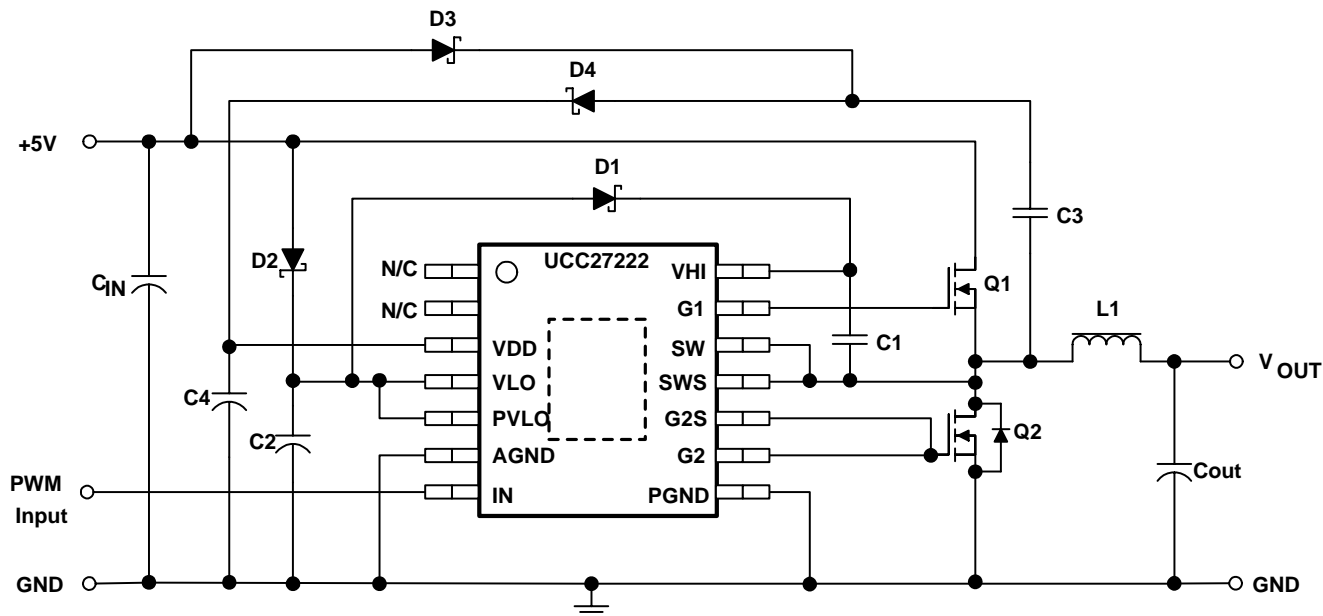 D3
D4
+5V
D1
C3
D2
UCC27222
CIN
N/C
VHI
Q1
N/C
G1
L1
VDD
SW
C1
VLO
SWS
VOUT
C4
PVLO
G2S
C2
Q2
AGND
G2
Cout
PWM
Input
IN
PGND
GND
GND